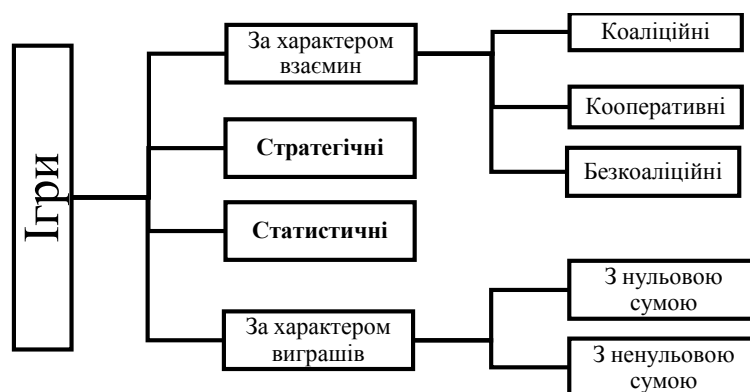 Ігри
За характером
взаємин
Стратегічні
Статистичні
За характером
виграшів
Коаліційні
Кооперативні
Безкоаліційні
З нульовою
сумою
З ненульовою
сумою